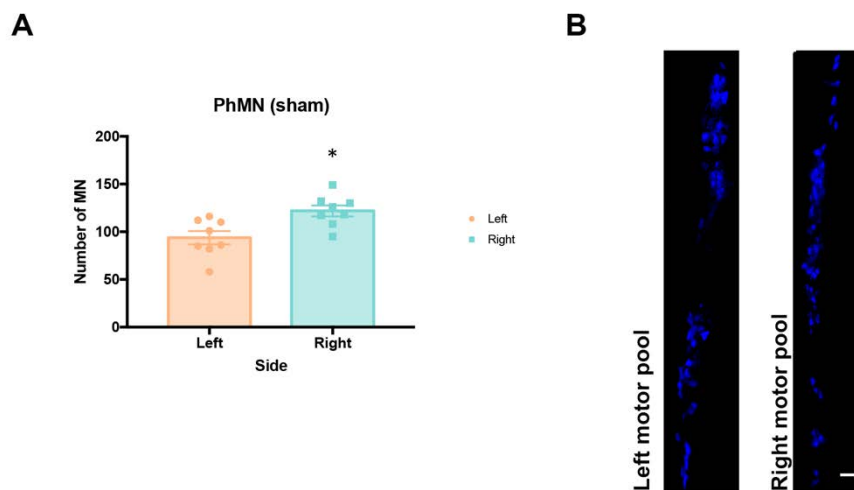 A
B
PhMN (sham)
200
150
100
50
0
Number of MN
*
Left
Right
Left
Right
Side
Left motor pool
Right motor pool